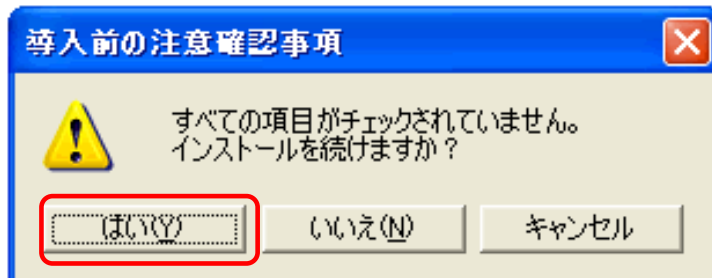 導入前の注意確認事項
すべての項目がチェックされていません。
インストールを続けますか？
はい(Y)
いいえ(N)
キャンセル